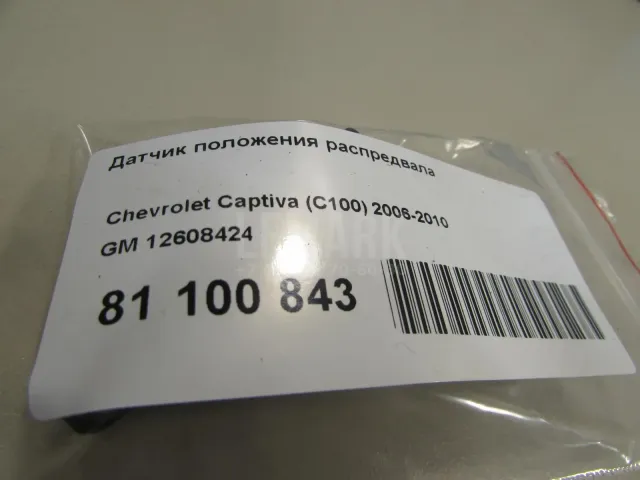 Датчик положения распредвала
Chevrolet Captiva (C100) 2006-2010
GM 12608424
81 100 843